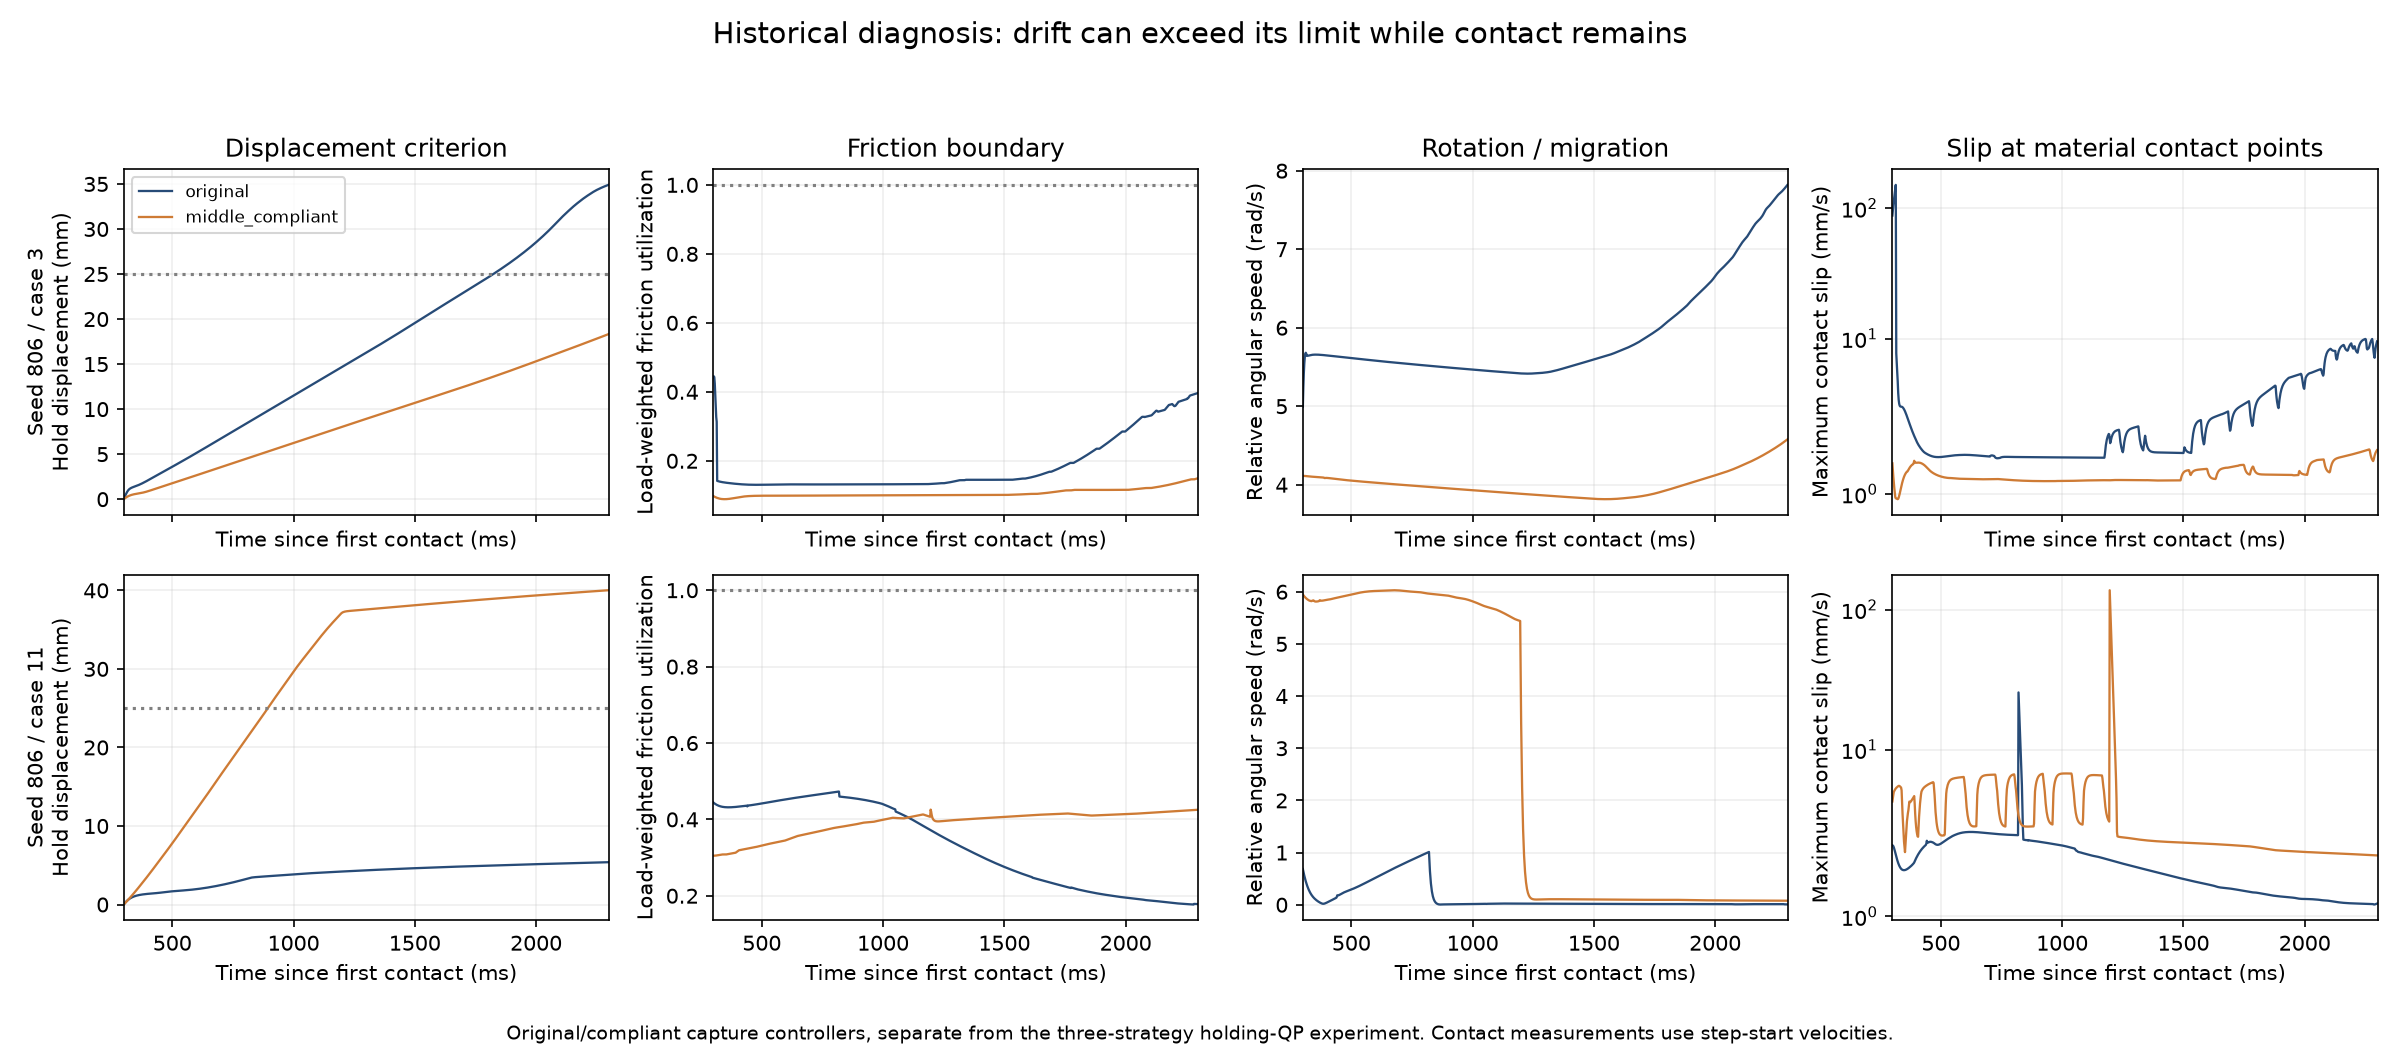 Historical diagnosis: drift can exceed its limit while contact remains
Displacement criterion
Seed 806 / case 3
Hold displacement (mm)
35
30
25
20
15
10
5
0
original
middle_compliant
Time since first contact (ms)
Friction boundary
Load-weighted friction utilization
1.0
0.8
0.6
0.4
0.2
Time since first contact (ms)
Rotation / migration
Relative angular speed (rad/s)
8
7
6
5
4
Time since first contact (ms)
Slip at material contact points
Maximum contact slip (mm/s)
10²
10¹
10⁰
Time since first contact (ms)
Seed 806 / case 11
Hold displacement (mm)
40
30
25
20
10
0
500 1000 1500 2000
Time since first contact (ms)
Load-weighted friction utilization
1.0
0.8
0.6
0.4
0.2
500 1000 1500 2000
Time since first contact (ms)
Relative angular speed (rad/s)
6
5
4
3
2
1
0
500 1000 1500 2000
Time since first contact (ms)
Maximum contact slip (mm/s)
10²
10¹
10⁰
500 1000 1500 2000
Time since first contact (ms)
Original/compliant capture controllers, separate from the three-strategy holding-QP experiment. Contact measurements use step-start velocities.